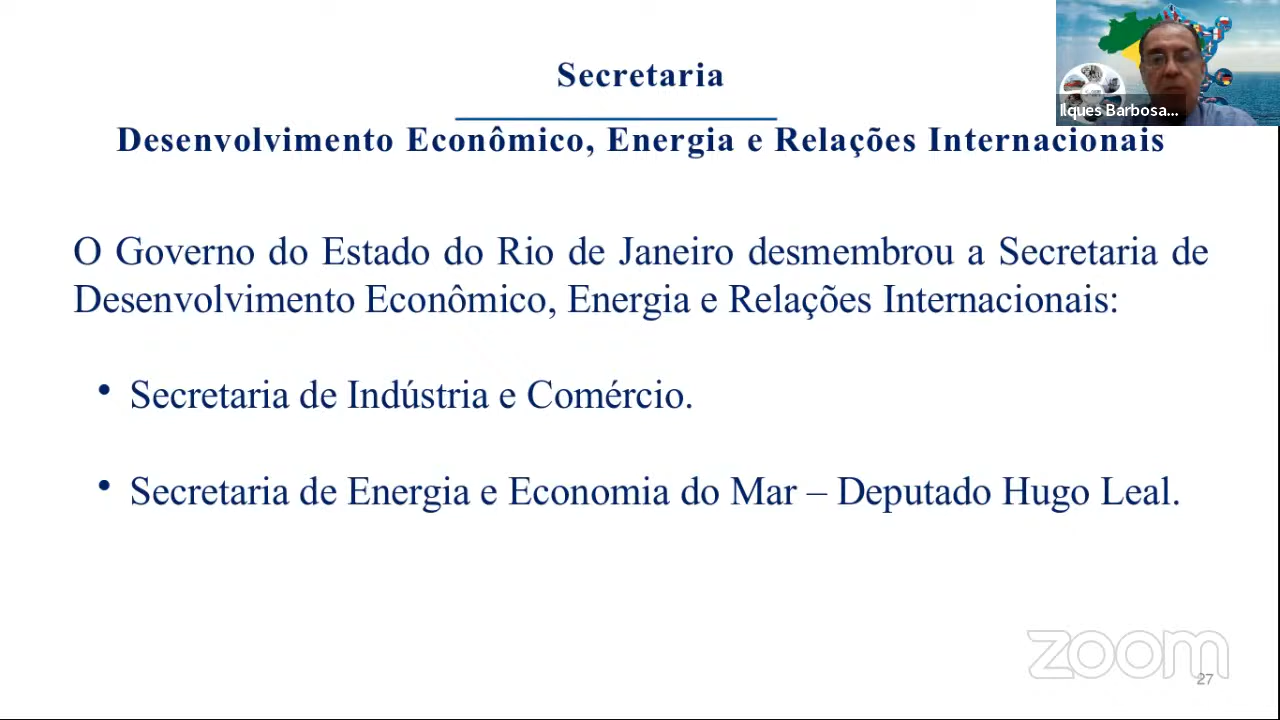 Secretaria
Desenvolvimento Econômico, Energia e Relações Internacionais
Ilques Barbosa...
O Governo do Estado do Rio de Janeiro desmembrou a Secretaria de
Desenvolvimento Econômico, Energia e Relações Internacionais:
• Secretaria de Indústria e Comércio.
• Secretaria de Energia e Economia do Mar – Deputado Hugo Leal.
zoom
27